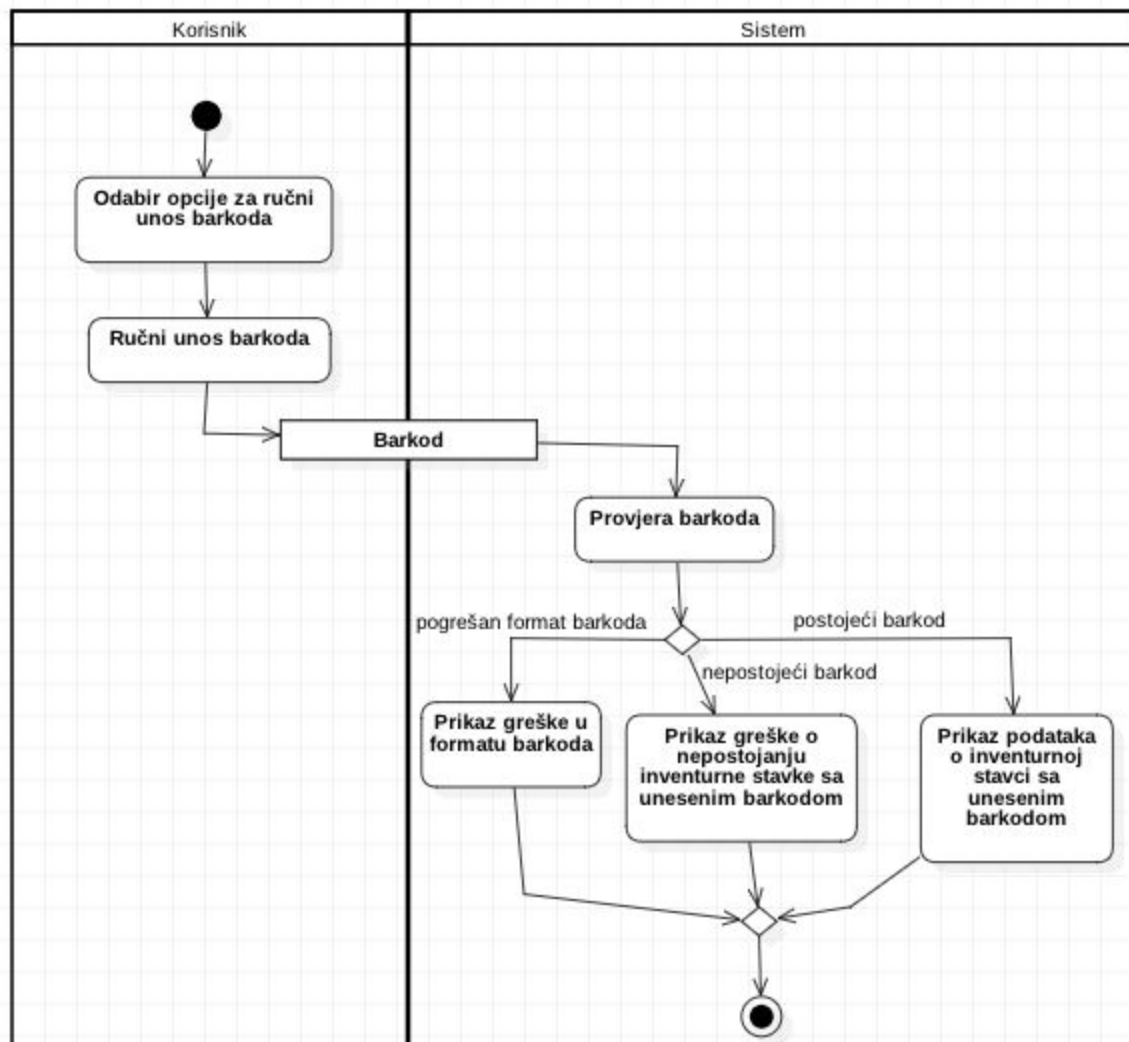 Korisnik
Sistem
Odabir opcije za ručni
unos barkoda
Ručni unos barkoda
Barkod
Provjera barkoda
pogrešan format barkoda
postojeći barkod
nepostojeći barkod
Prikaz greške u
formatu barkoda
Prikaz greške o
nepostojanju
inventurne stavke sa
unesenim barkodom
Prikaz podataka
o inventurnoj
stavci sa
unesenim
barkodom